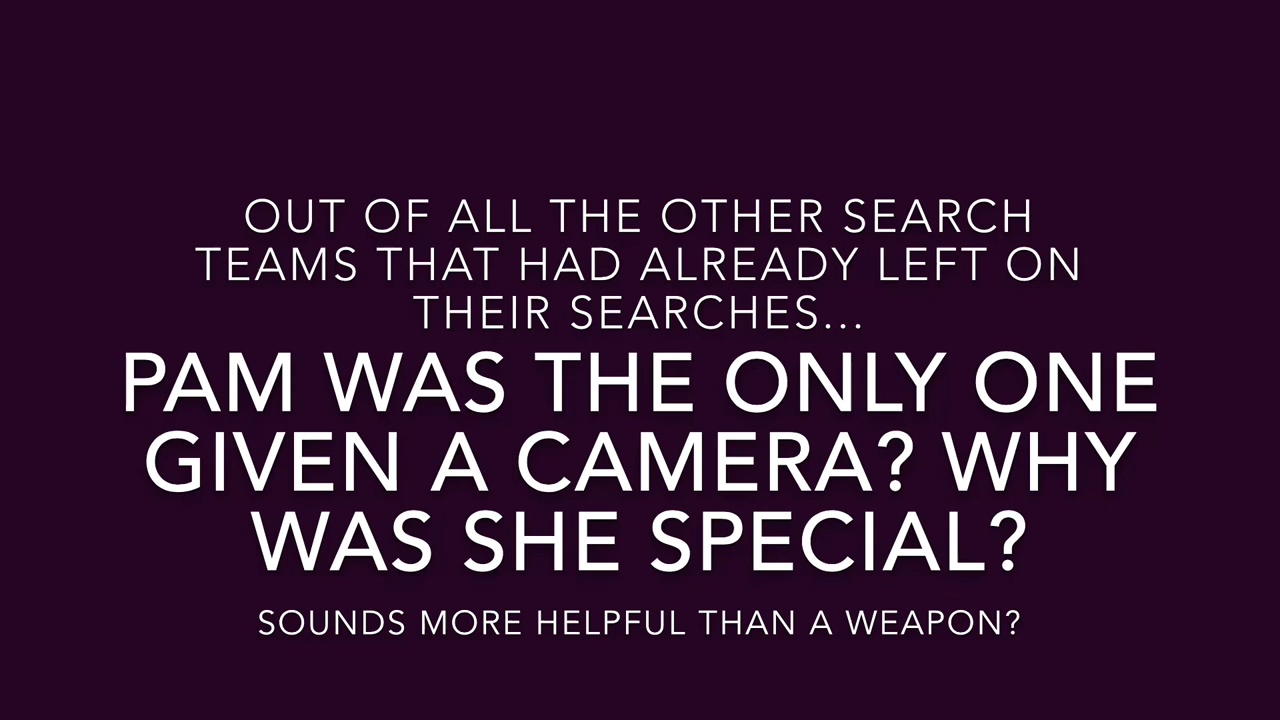 OUT OF ALL THE OTHER SEARCH
TEAMS THAT HAD ALREADY LEFT ON
THEIR SEARCHES...
PAM WAS THE ONLY ONE
GIVEN A CAMERA? WHY
WAS SHE SPECIAL?
SOUNDS MORE HELPFUL THAN A WEAPON?